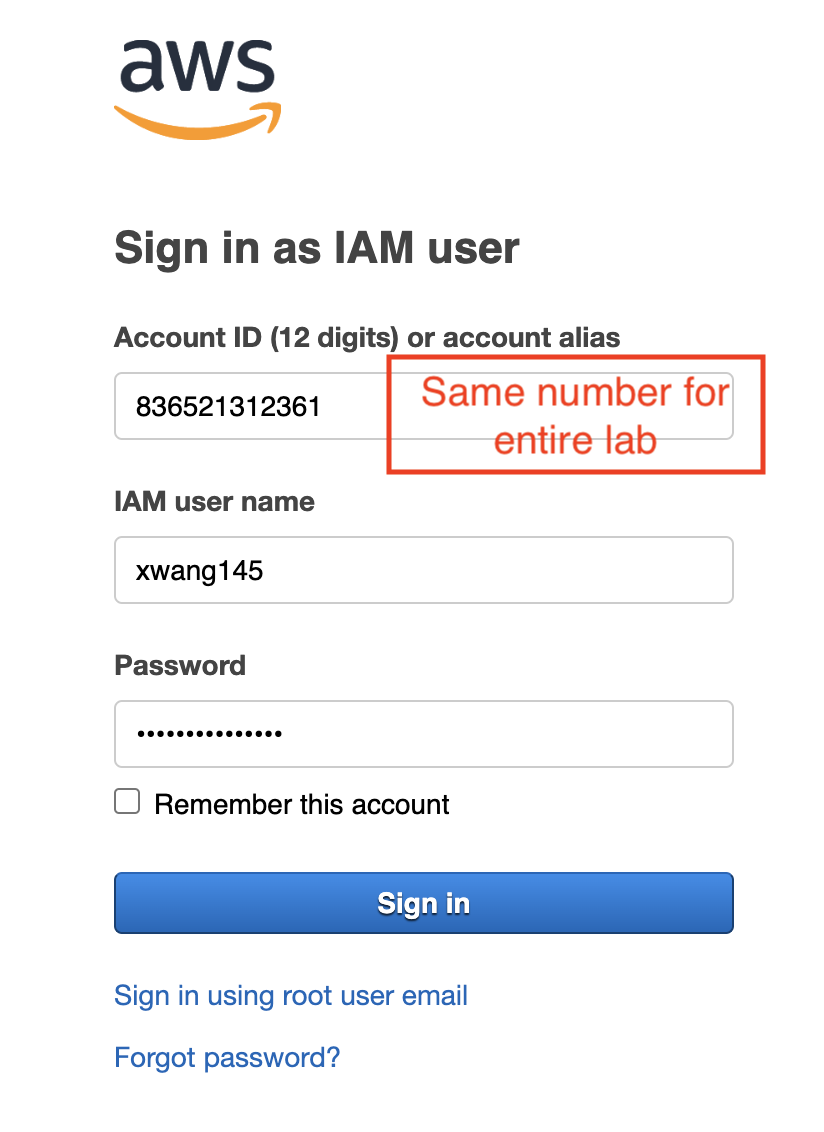 aws
Sign in as IAM user
Account ID (12 digits) or account alias
836521312361
Same number for
entire lab
IAM user name
xwang145
Password
•••••••••••••••
Remember this account
Sign in
Sign in using root user email
Forgot password?